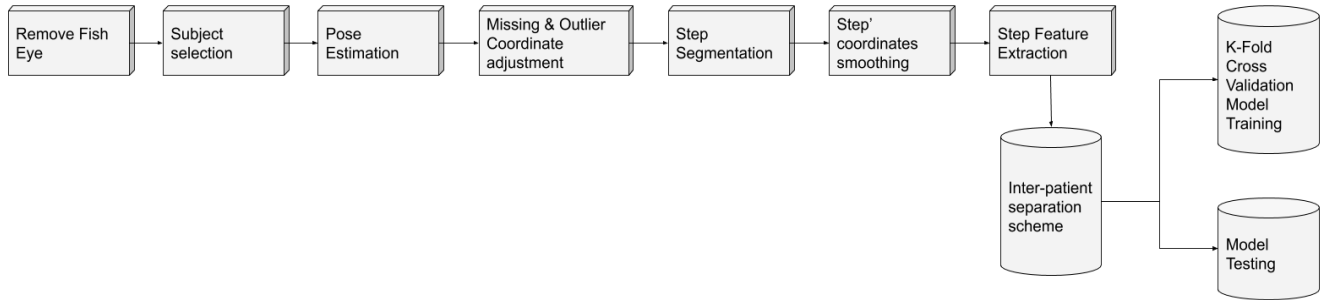 Remove Fish
Eye
Subject
selection
Pose
Estimation
Missing & Outlier
Coordinate
adjustment
Step
Segmentation
Step’
coordinates
smoothing
Step Feature
Extraction
K-Fold
Cross
Validation
Model
Training
Inter-patient
separation
scheme
Model
Testing